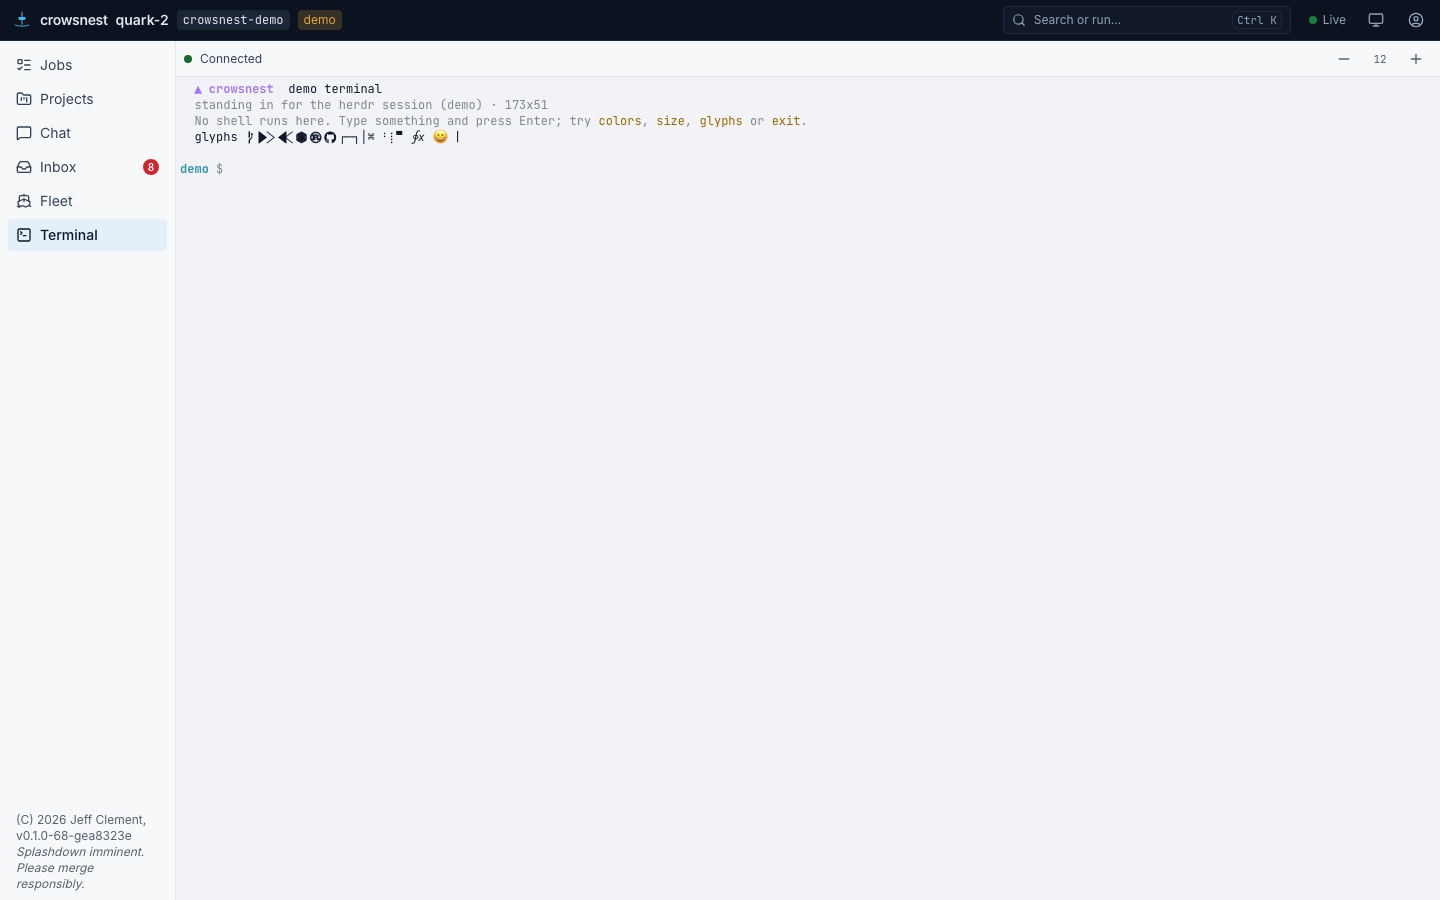 crowsnest quark-2 crowsnest-demo demo Search or run... Ctrl K Live
Jobs
Projects
Chat
Inbox 8
Fleet
Terminal
Connected
12
▲ crowsnest demo terminal
standing in for the herdr session (demo) · 173x51
No shell runs here. Type something and press Enter; try colors, size, glyphs or exit.
glyphs
demo $
(C) 2026 Jeff Clement,
v0.1.0-68-gea8323e
Splashdown imminent.
Please merge
responsibly.